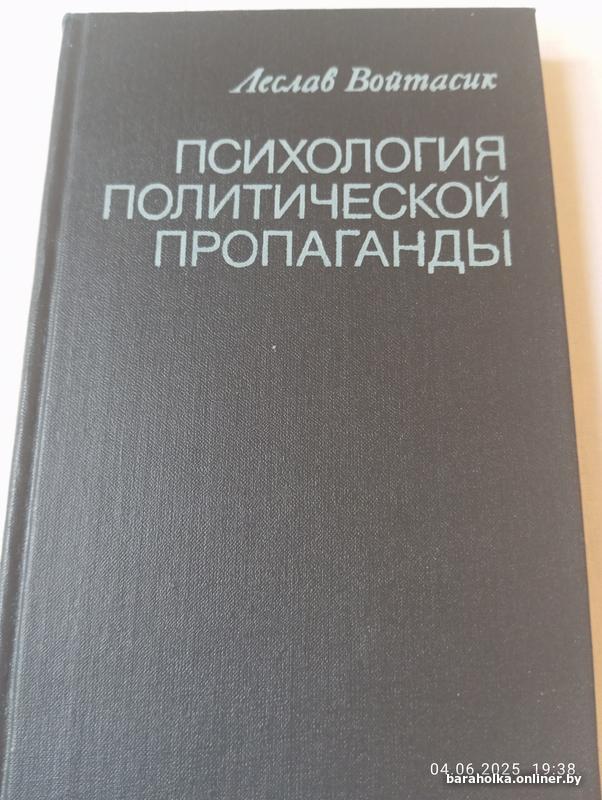 Леслав Войтасик
ПСИХОЛОГИЯ
ПОЛИТИЧЕСКОЙ
ПРОПАГАНДЫ
04.06.2025 19:38
baraholka.onliner.by